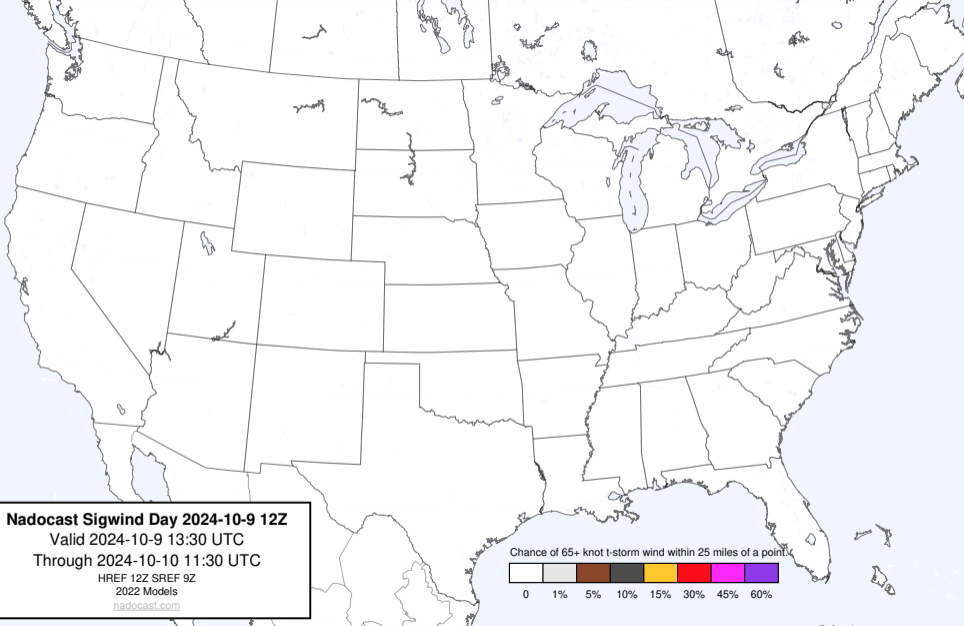 Nadocast Sigwind Day 2024-10-9 12Z
Valid 2024-10-9 13:30 UTC
Through 2024-10-10 11:30 UTC
HREF 12Z SREF 9Z
2022 Models
nadocast.com
Chance of 65+ knot t-storm wind within 25 miles of a point.
0 1% 5% 10% 15% 30% 45% 60%